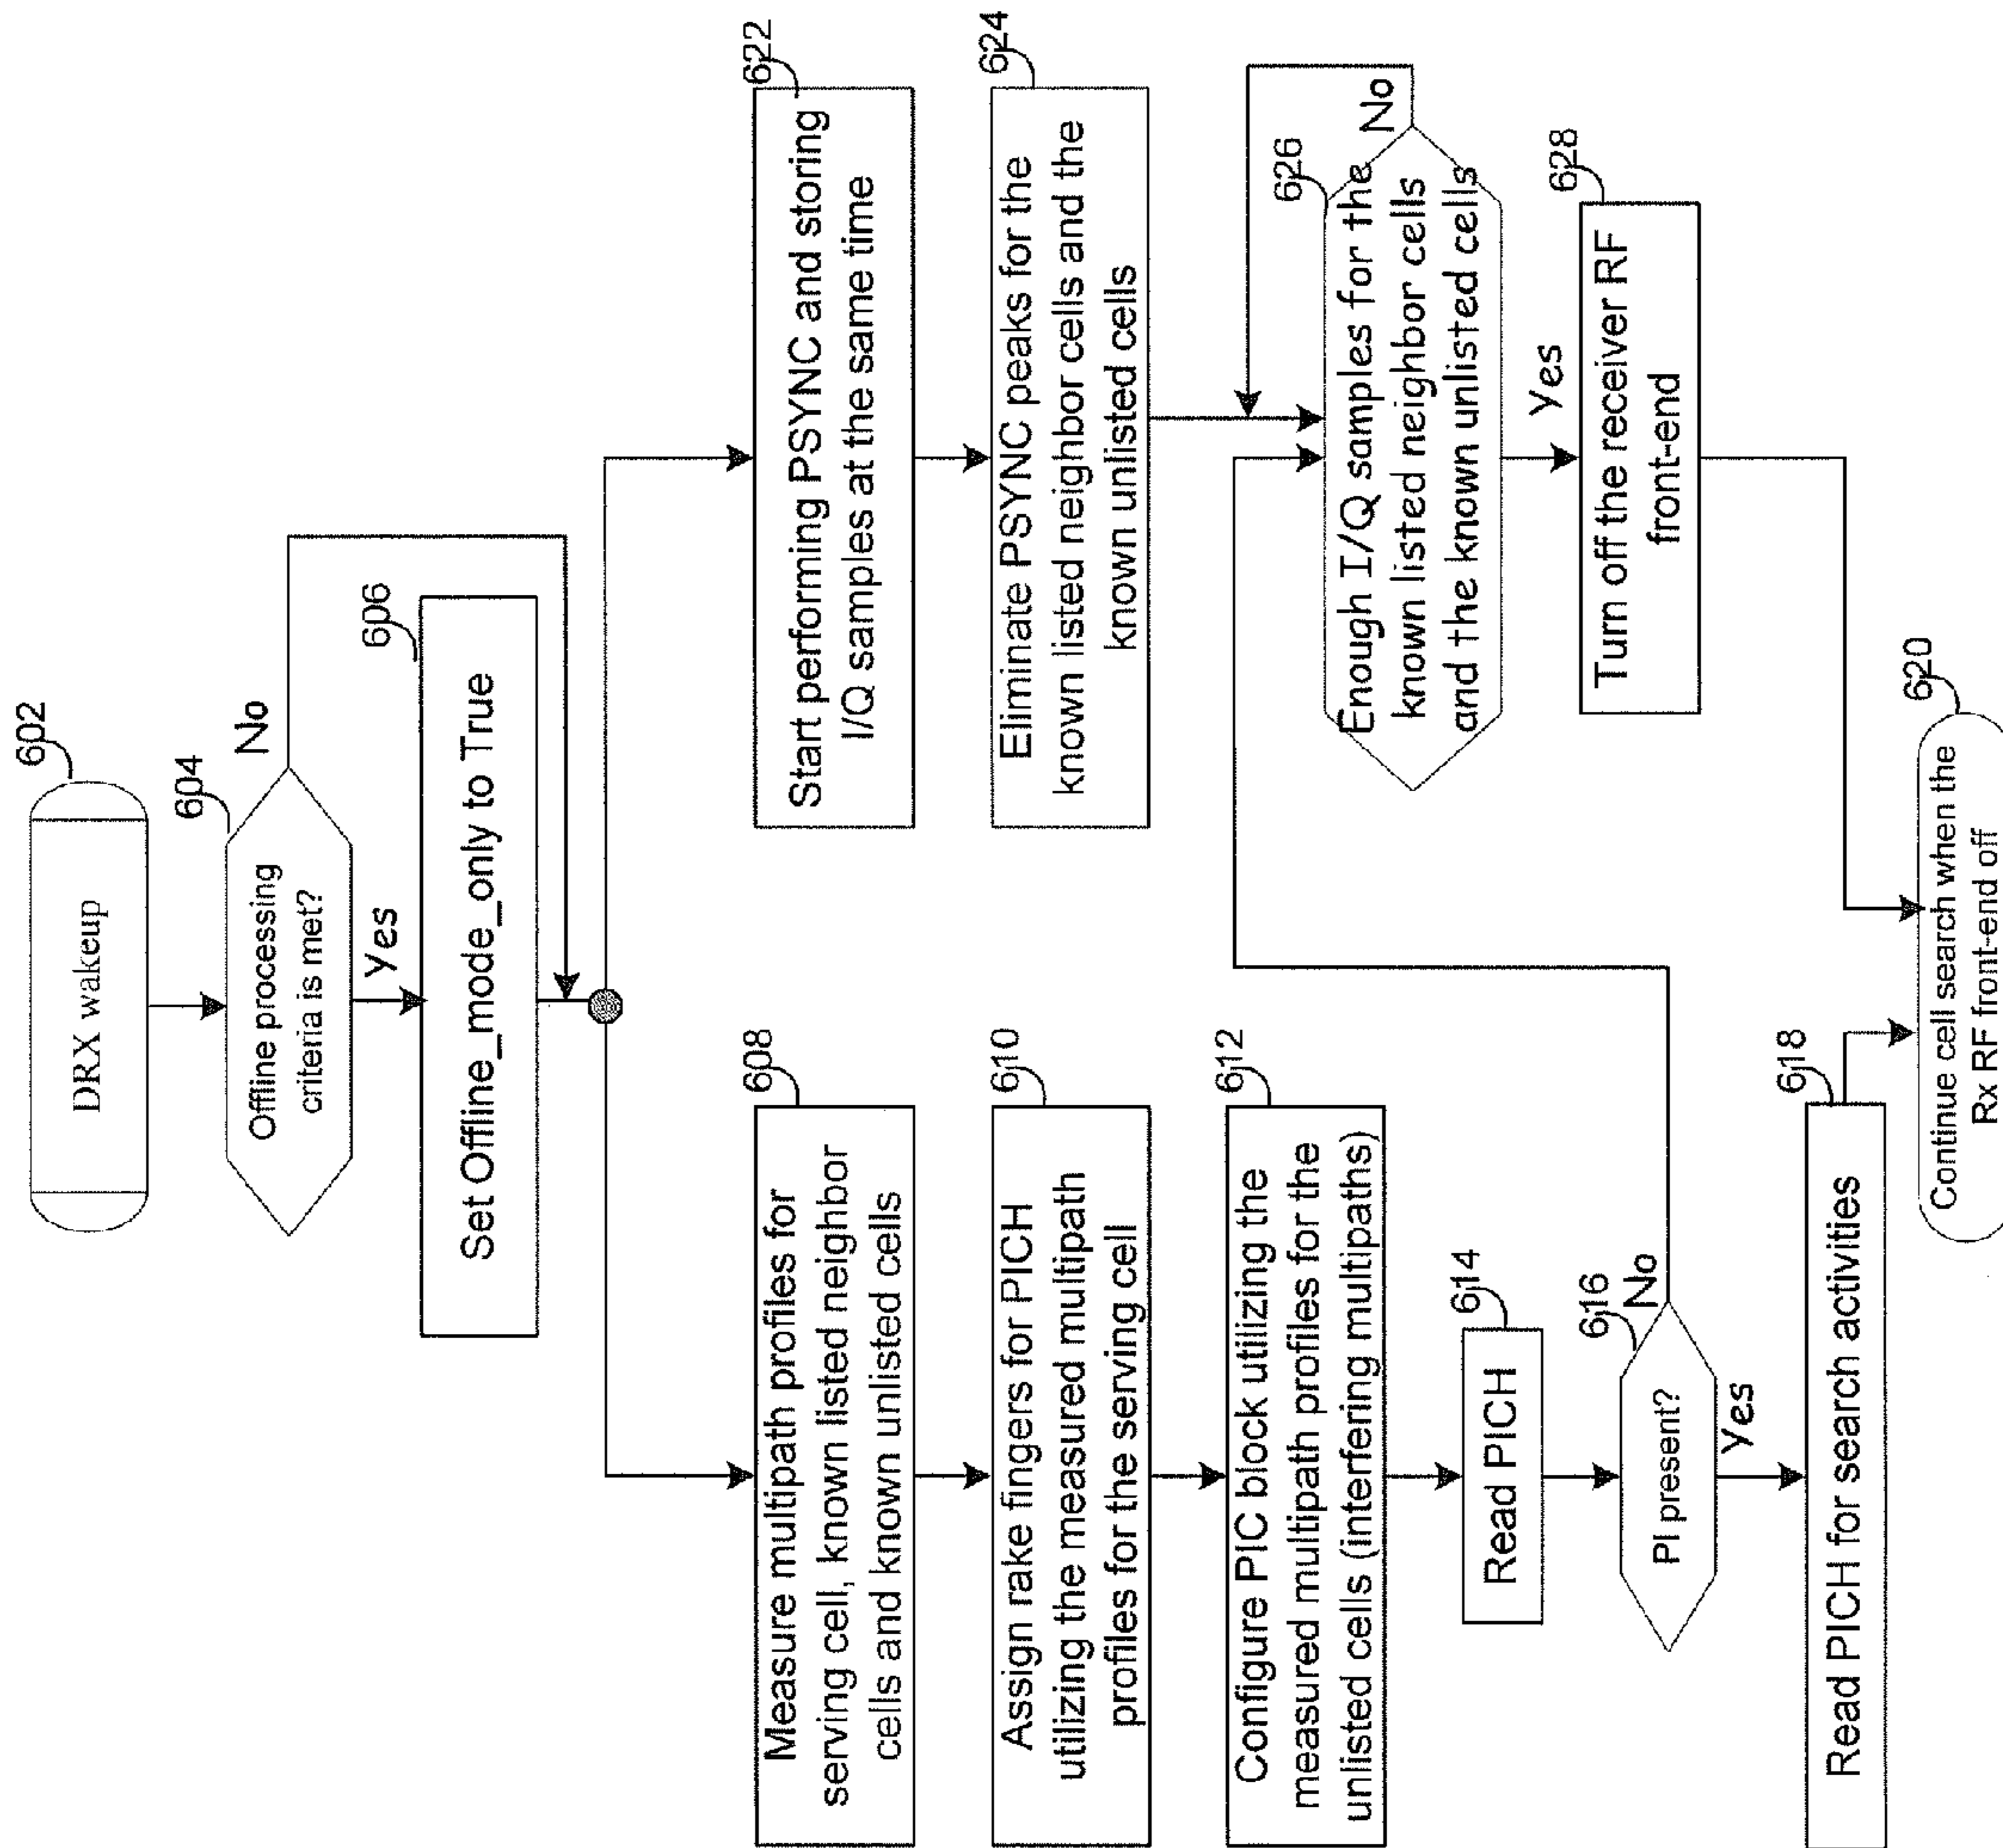 602
DRX wakeup
604
Offline processing
criteria is met?
No
Yes
606
Set Offline_mode_only to True
608
Measure multipath profiles for
serving cell, known listed neighbor
cells and known unlisted cells
610
Assign rake fingers for PICH
utilizing the measured multipath
profiles for the serving cell
612
Configure PIC block utilizing the
measured multipath profiles for the
unlisted cells (interfering multipaths)
614
Read PICH
616
PI present?
No
Yes
618
Read PICH for search activities
622
Start performing PSYNC and storing
I/Q samples at the same time
624
Eliminate PSYNC peaks for the
known listed neighbor cells and the
known unlisted cells
626
Enough I/Q samples for the
known listed neighbor cells
and the known unlisted cells
No
Yes
628
Turn off the receiver RF
front-end
620
Continue cell search when the
Rx RF front-end off